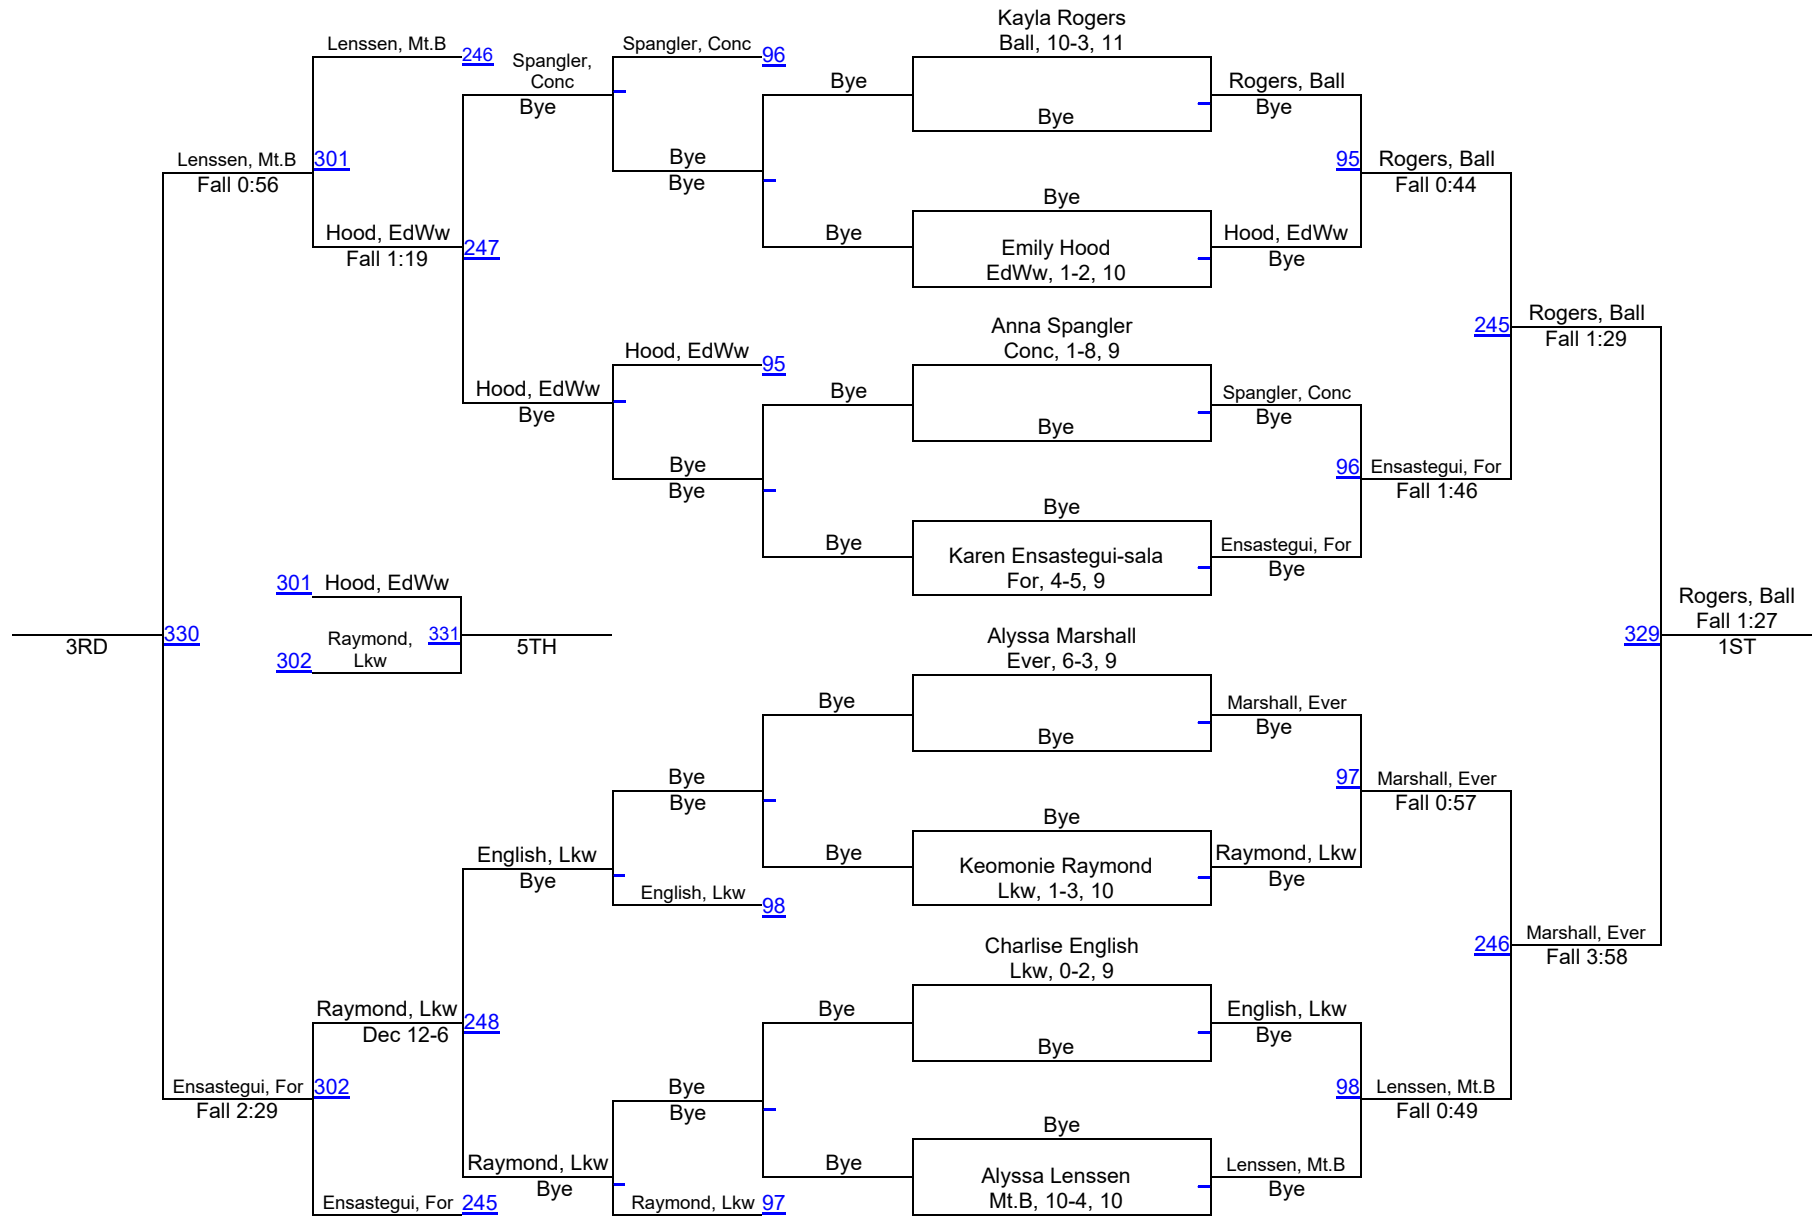 Kayla Rogers
Ball, 10-3, 11
Lenssen, Mt.B
246
Spangler,
Conc
Bye
Spangler, Conc
96
Bye
Bye
Rogers, Ball
Bye
Lenssen, Mt.B
Fall 0:56
301
Bye
Bye
95
Rogers, Ball
Fall 0:44
Hood, EdWw
Fall 1:19
247
Bye
Bye
Emily Hood
EdWw, 1-2, 10
Hood, EdWw
Bye
Anna Spangler
Conc, 1-8, 9
245
Rogers, Ball
Fall 1:29
Hood, EdWw
95
Hood, EdWw
Bye
Bye
Bye
Spangler, Conc
Bye
Bye
Bye
96
Ensastegui, For
Fall 1:46
Bye
Bye
Karen Ensastegui-sala
For, 4-5, 9
Ensastegui, For
Bye
301
Hood, EdWw
3RD
330
Raymond,
Lkw
302
331
5TH
Alyssa Marshall
Ever, 6-3, 9
329
Rogers, Ball
Fall 1:27
1ST
Bye
Bye
Marshall, Ever
Bye
Bye
Bye
97
Marshall, Ever
Fall 0:57
English, Lkw
Bye
Bye
Bye
Keomonie Raymond
Lkw, 1-3, 10
Raymond, Lkw
Bye
English, Lkw
98
Charlise English
Lkw, 0-2, 9
246
Marshall, Ever
Fall 3:58
Raymond, Lkw
Dec 12-6
248
Bye
Bye
English, Lkw
Bye
Ensastegui, For
Fall 2:29
302
Bye
Bye
98
Lenssen, Mt.B
Fall 0:49
Raymond, Lkw
Bye
Bye
Bye
Alyssa Lenssen
Mt.B, 10-4, 10
Lenssen, Mt.B
Bye
Ensastegui, For
245
Raymond, Lkw
97